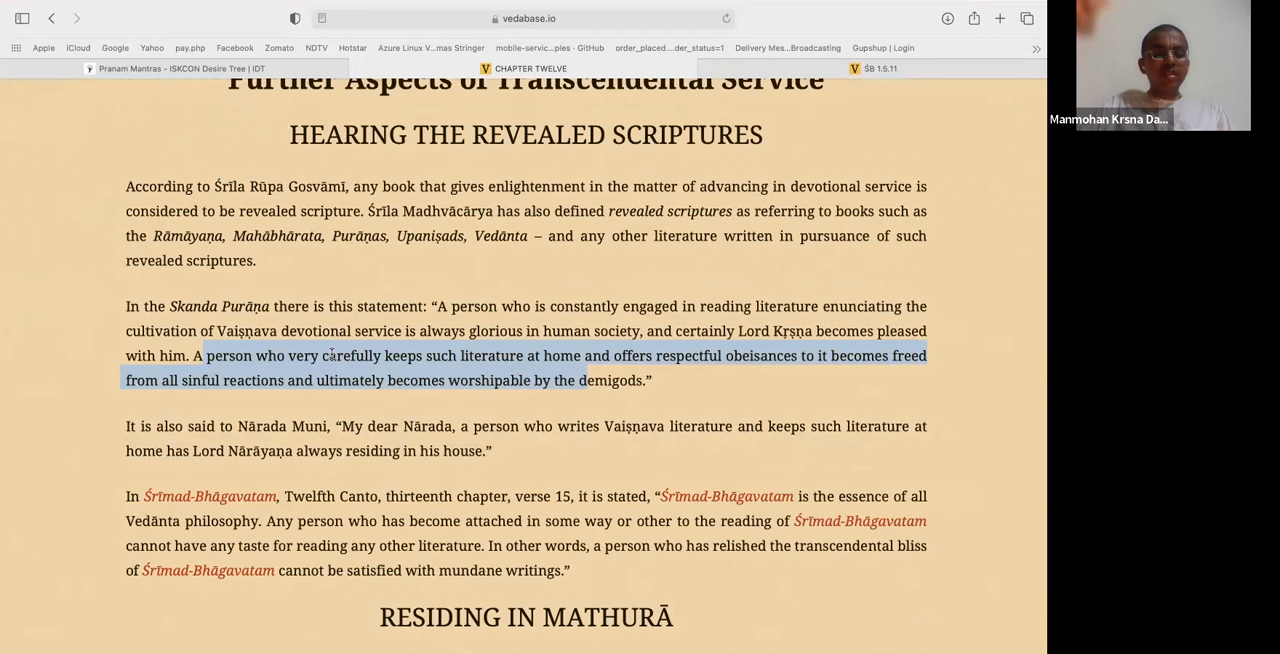 vedabase.io
Apple iCloud Google Yahoo pay.php Facebook Zomato NDTV Hotstar Azure Linux V...mas Stringer mobile-servic...ples · GitHub order_placed....der_status=1 Delivery Mes...Broadcasting Gupshup | Login
Pranam Mantras - ISKCON Desire Tree | IDT
CHAPTER TWELVE
ŚB 1.5.11
Manmohan Krsna Da...
Further Aspects of Transcendental Service
HEARING THE REVEALED SCRIPTURES
According to Śrīla Rūpa Gosvāmī, any book that gives enlightenment in the matter of advancing in devotional service is
considered to be revealed scripture. Śrīla Madhvācārya has also defined revealed scriptures as referring to books such as
the Rāmāyaṇa, Mahābhārata, Purāṇas, Upaniṣads, Vedānta – and any other literature written in pursuance of such
revealed scriptures.
In the Skanda Purāṇa there is this statement: “A person who is constantly engaged in reading literature enunciating the
cultivation of Vaiṣṇava devotional service is always glorious in human society, and certainly Lord Kṛṣṇa becomes pleased
with him. A person who very carefully keeps such literature at home and offers respectful obeisances to it becomes freed
from all sinful reactions and ultimately becomes worshipable by the demigods.”
It is also said to Nārada Muni, “My dear Nārada, a person who writes Vaiṣṇava literature and keeps such literature at
home has Lord Nārāyaṇa always residing in his house.”
In Śrīmad-Bhāgavatam, Twelfth Canto, thirteenth chapter, verse 15, it is stated, “Śrīmad-Bhāgavatam is the essence of all
Vedānta philosophy. Any person who has become attached in some way or other to the reading of Śrīmad-Bhāgavatam
cannot have any taste for reading any other literature. In other words, a person who has relished the transcendental bliss
of Śrīmad-Bhāgavatam cannot be satisfied with mundane writings.”
RESIDING IN MATHURĀ